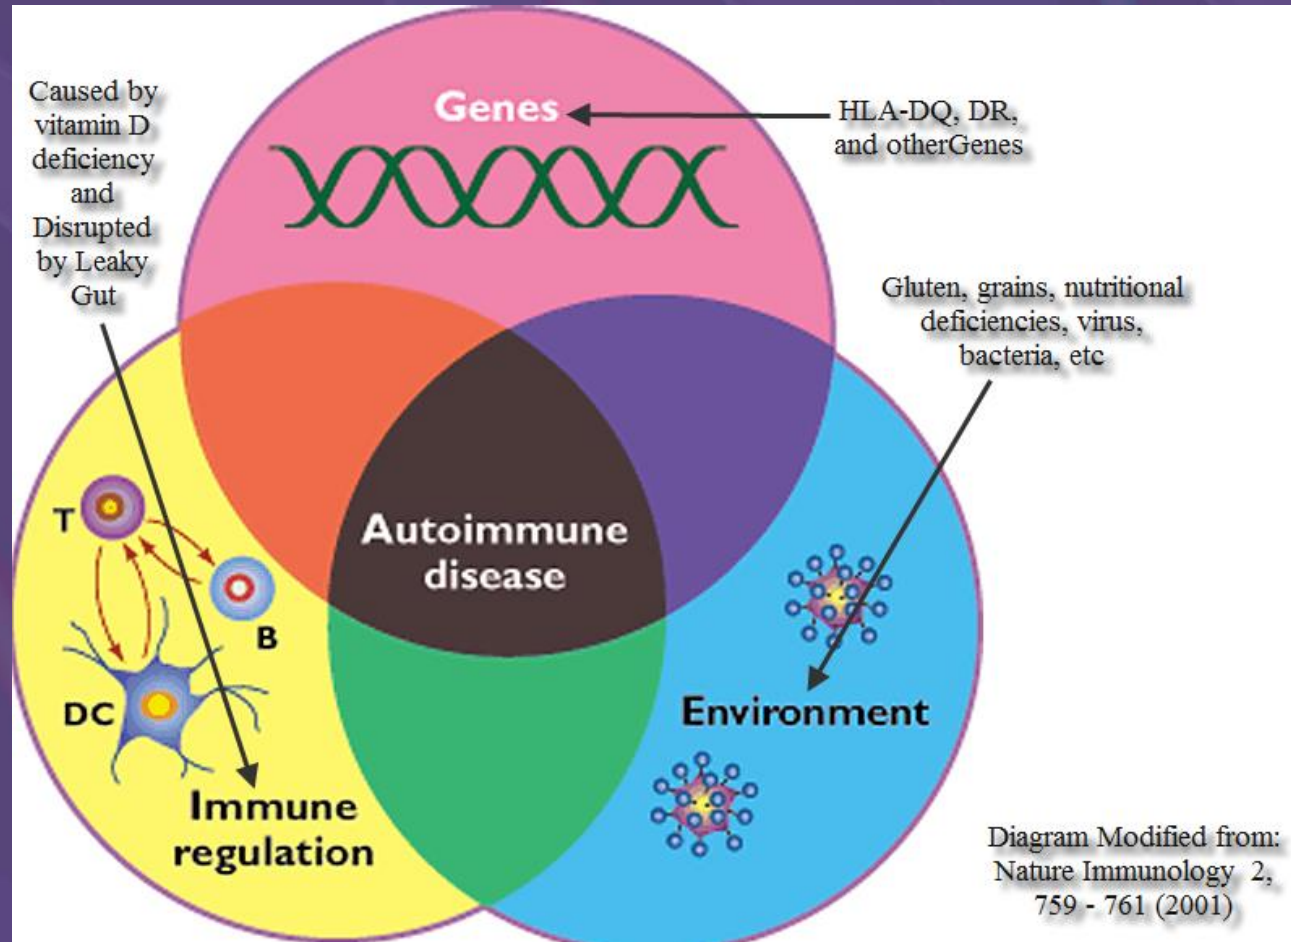 Caused by
vitamin D
deficiency
and
Disrupted
by Leaky
Gut
Genes
HLA-DQ, DR,
and otherGenes
Gluten, grains, nutritional
deficiencies, virus,
bacteria, etc
T
B
DC
Autoimmune
disease
Environment
Immune
regulation
Diagram Modified from:
Nature Immunology 2,
759 - 761 (2001)